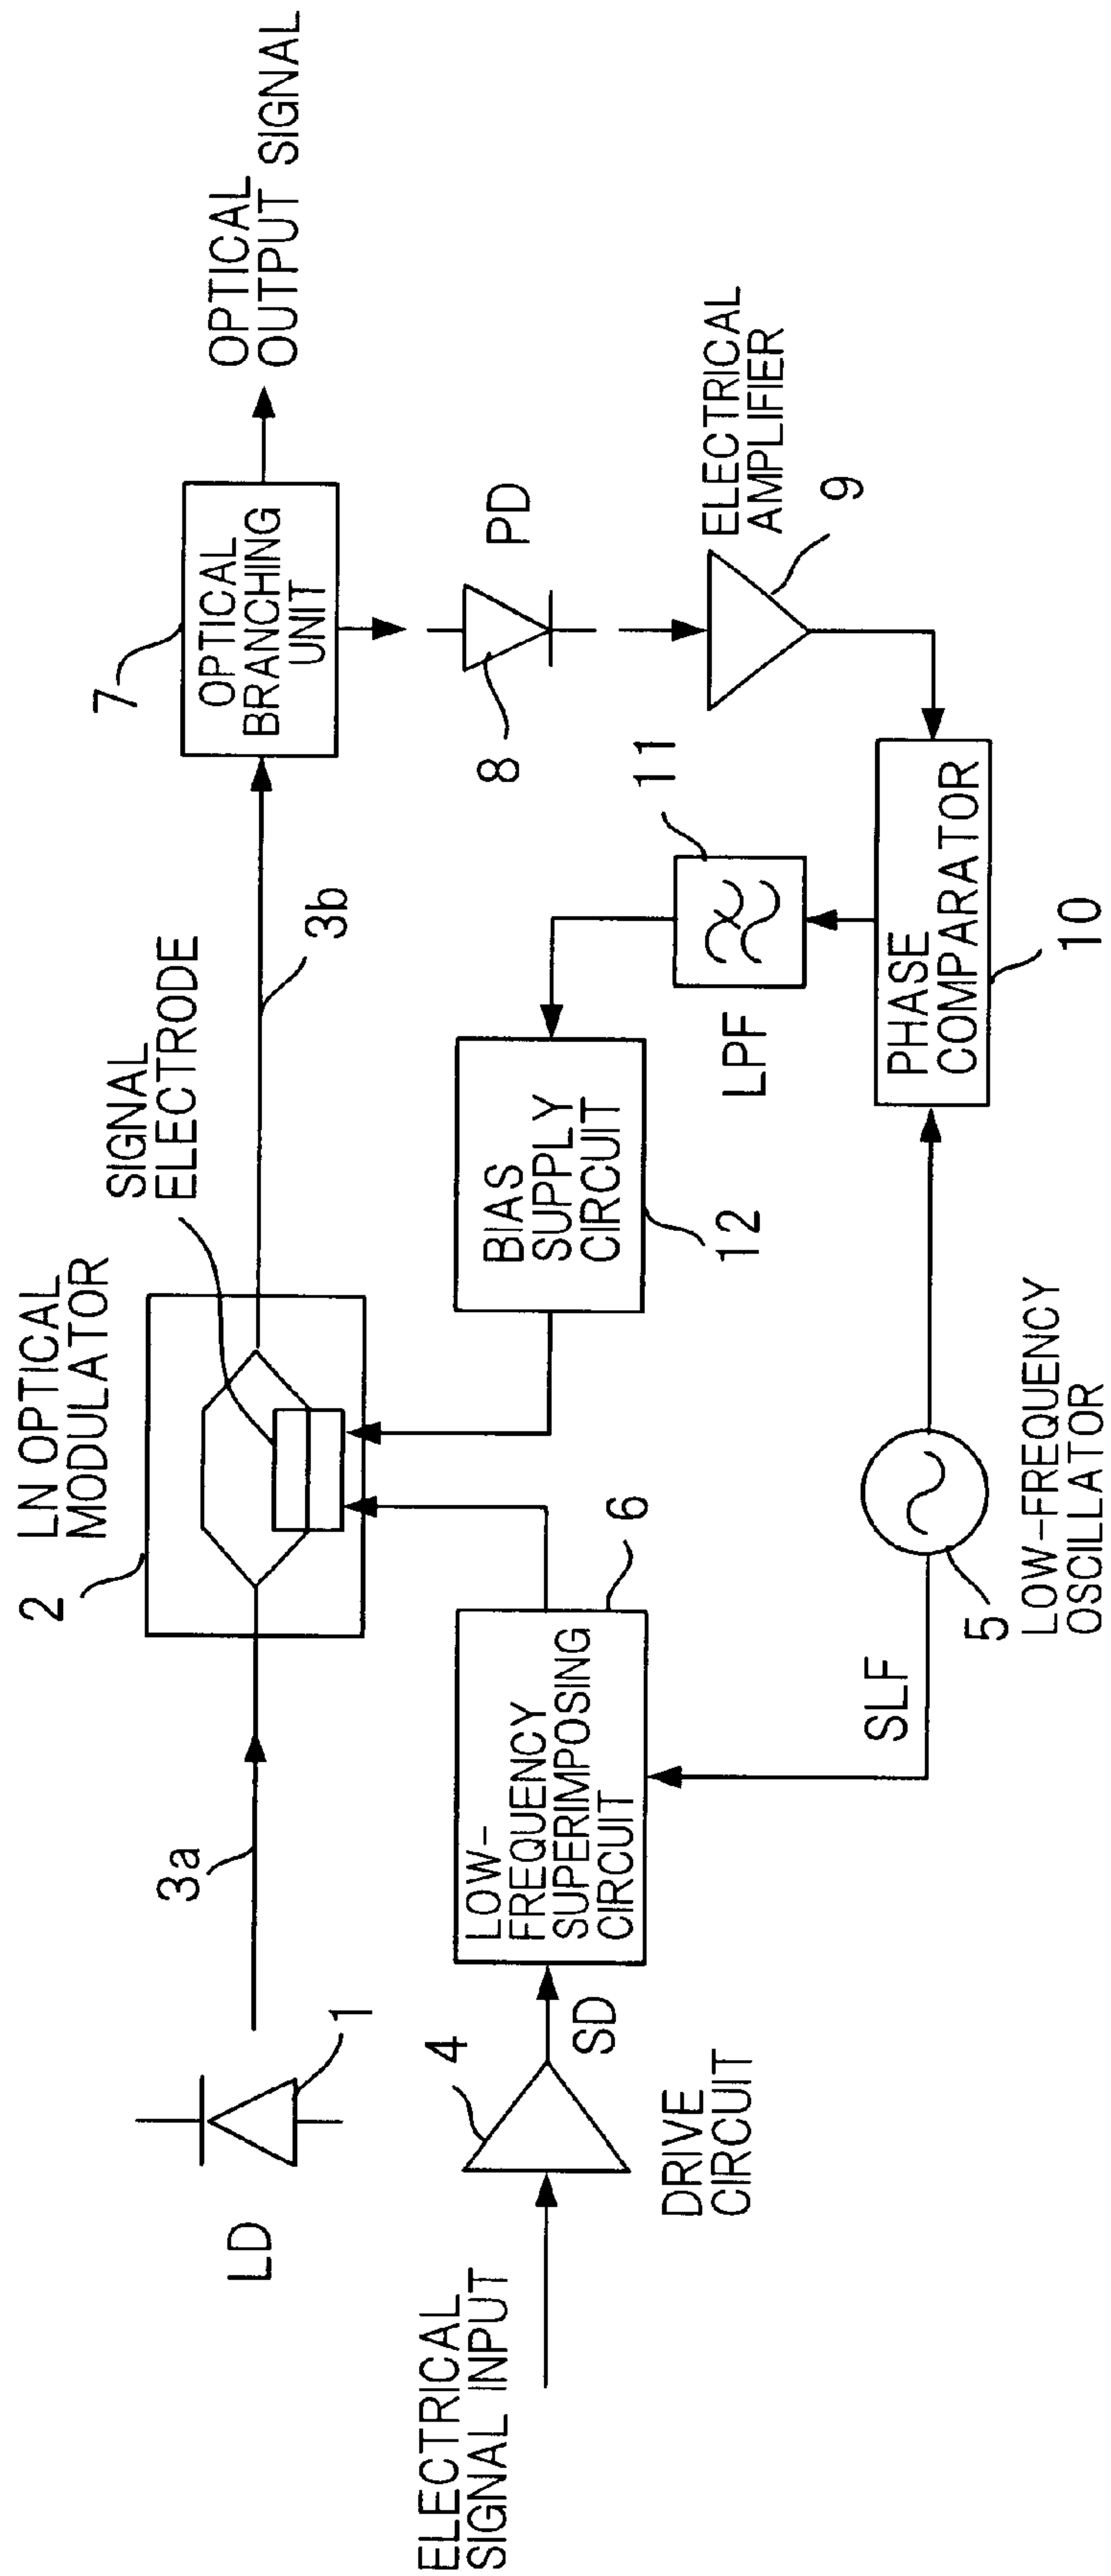 LN OPTICAL
MODULATOR
2
SIGNAL
ELECTRODE
3a
3b
7
OPTICAL
BRANCHING
UNIT
OPTICAL
OUTPUT SIGNAL
LD
1
8
PD
ELECTRICAL
SIGNAL INPUT
4
DRIVE
CIRCUIT
SD
LOW-
FREQUENCY
SUPERIMPOSING
CIRCUIT
6
BIAS
SUPPLY
CIRCUIT
12
LPF
11
ELECTRICAL
AMPLIFIER
9
SLF
5
LOW-FREQUENCY
OSCILLATOR
PHASE
COMPARATOR
10